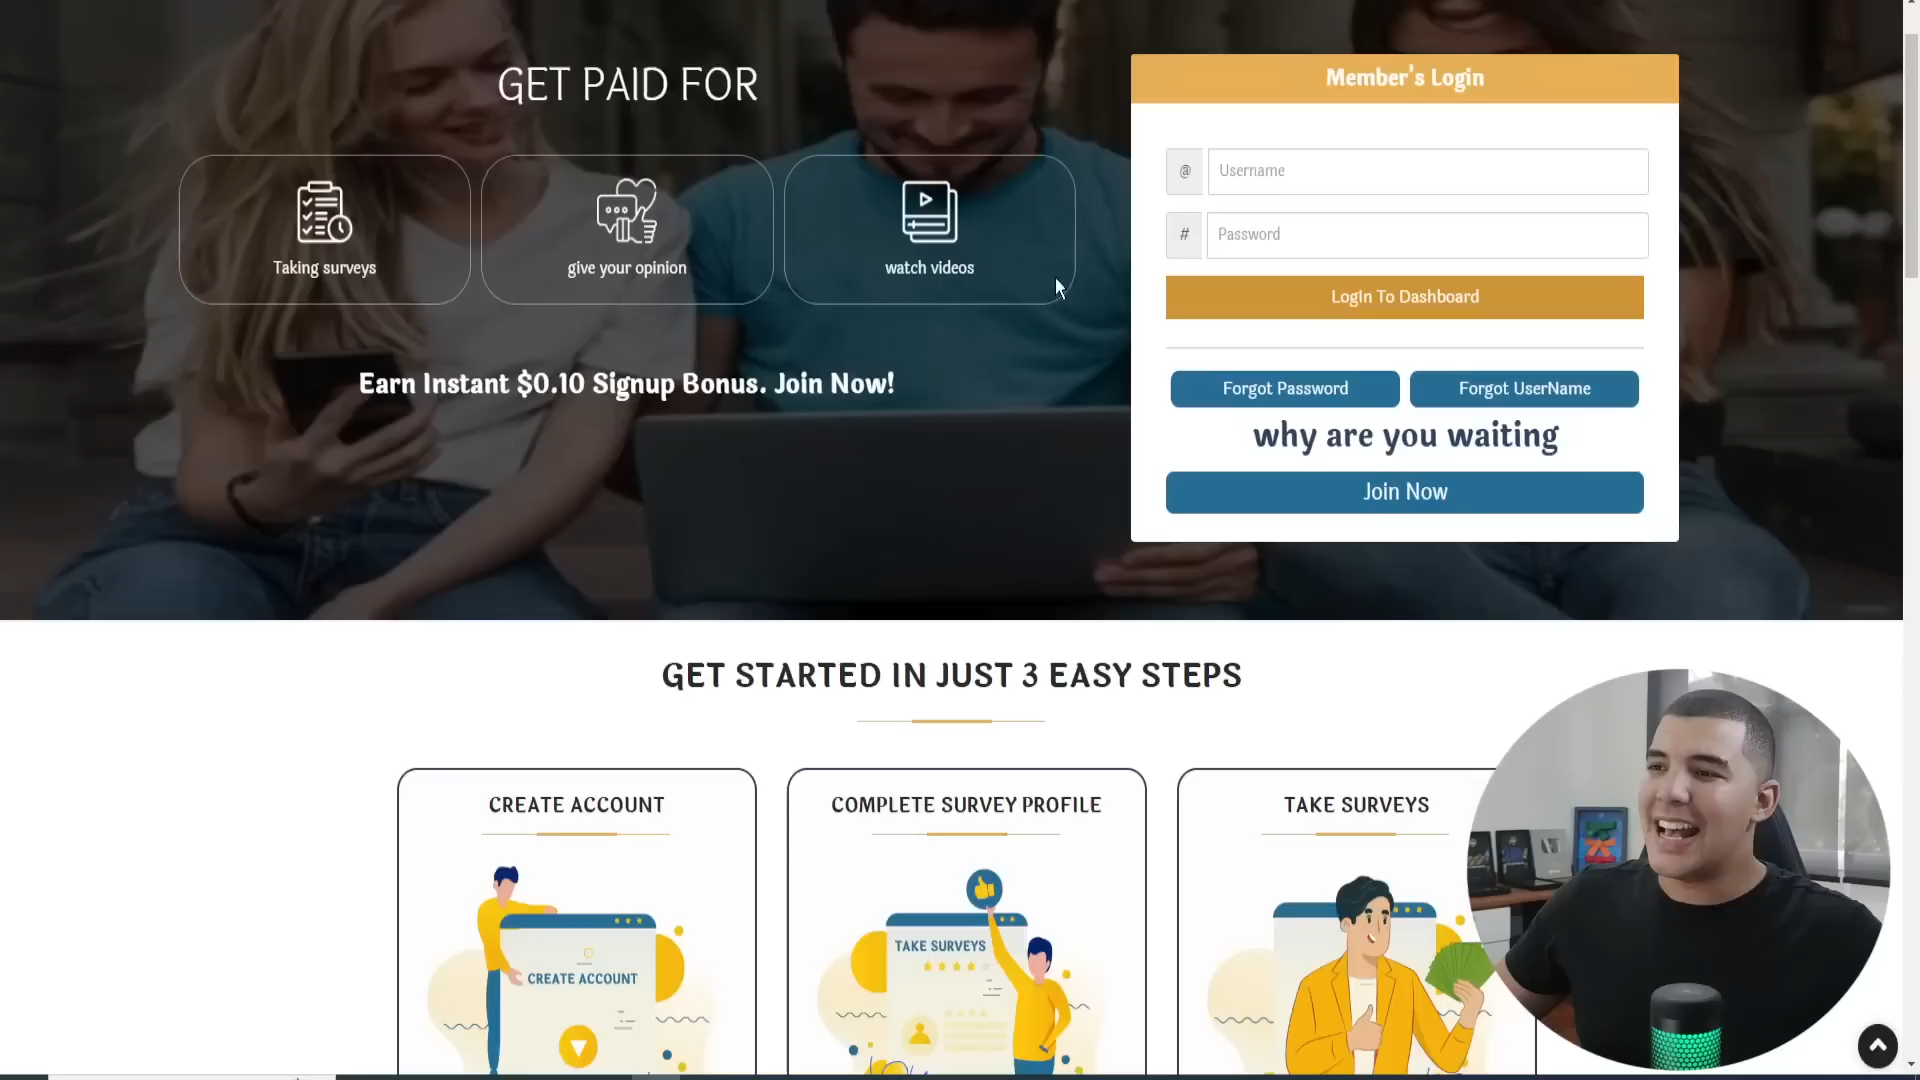 GET PAID FOR
Taking surveys
give your opinion
watch videos
Earn Instant $0.10 Signup Bonus. Join Now!
Member's Login
@ Username
# Password
LogIn To Dashboard
Forgot Password
Forgot UserName
why are you waiting
Join Now
GET STARTED IN JUST 3 EASY STEPS
CREATE ACCOUNT
COMPLETE SURVEY PROFILE
TAKE SURVEYS
CREATE ACCOUNT
TAKE SURVEYS